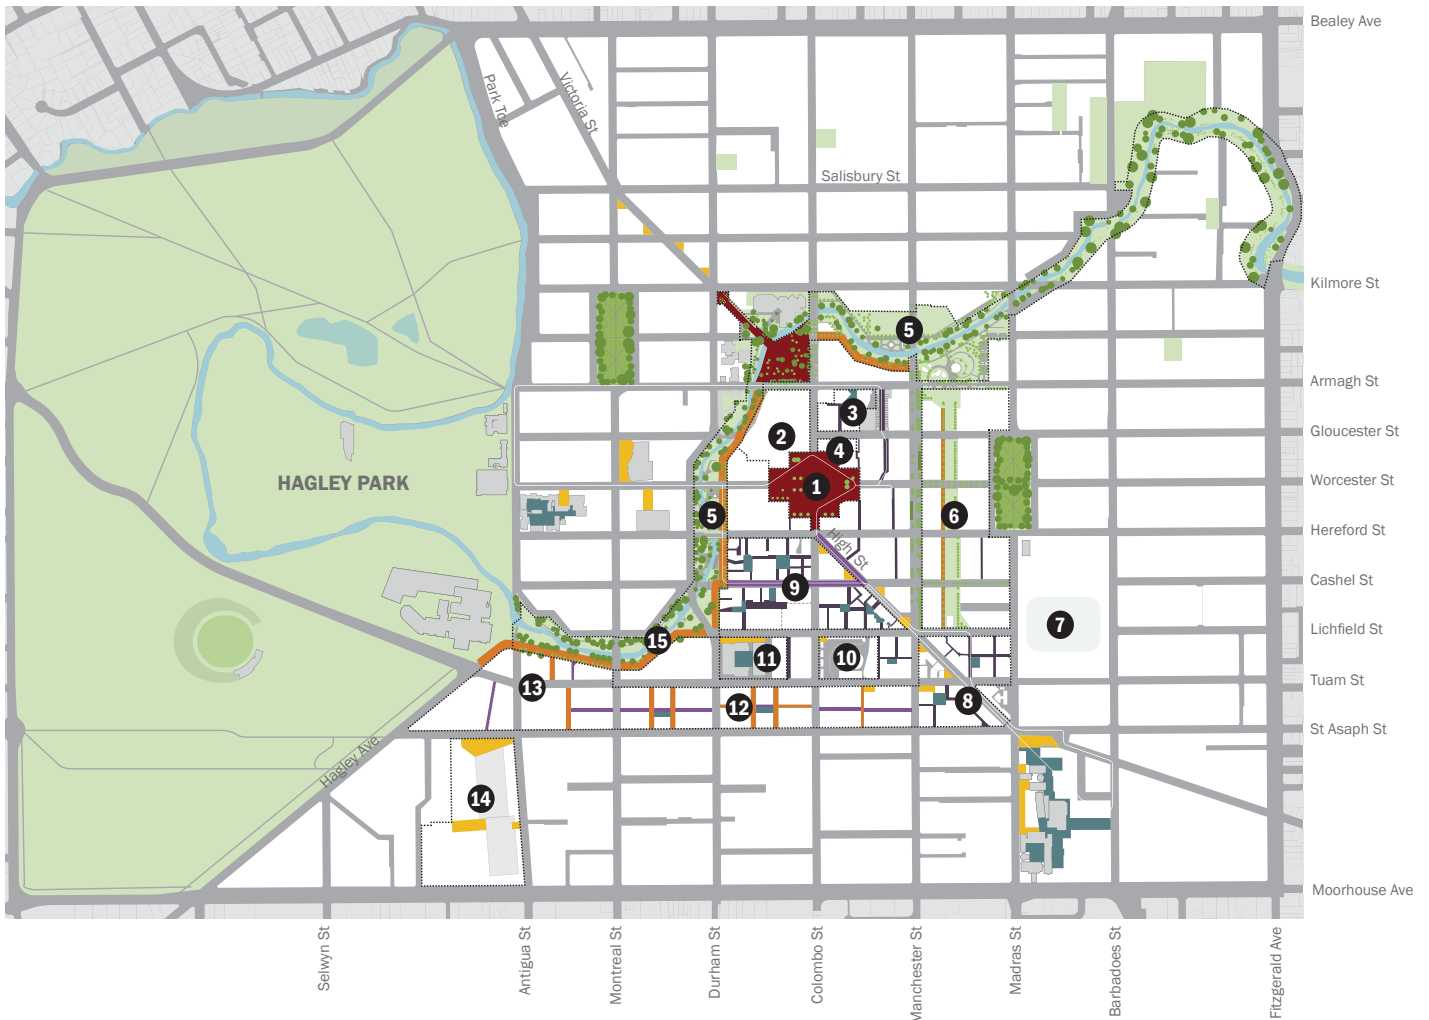 Bealey Ave
Park Tce
Victoria St
Salisbury St
Kilmore St
5
Armagh St
3
Gloucester St
2
4
HAGLEY PARK
1
Worcester St
5
6
Hereford St
High St
9
Cashel St
7
Lichfield St
15
11
10
13
Tuam St
12
8
St Asaph St
Hagley Ave
14
Moorhouse Ave
Selwyn St
Antigua St
Montreal St
Durham St
Colombo St
Manchester St
Madras St
Barbadoes St
Fitzgerald Ave